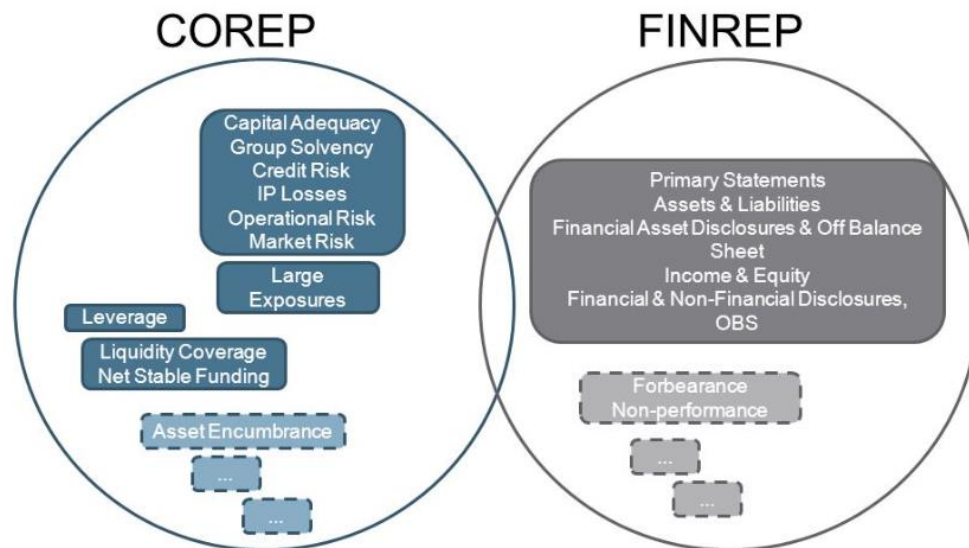 COREP
Capital Adequacy
Group Solvency
Credit Risk
IP Losses
Operational Risk
Market Risk
Large
Exposures
Leverage
Liquidity Coverage
Net Stable Funding
Asset Encumbrance
...
...
FINREP
Primary Statements
Assets & Liabilities
Financial Asset Disclosures & Off Balance
Sheet
Income & Equity
Financial & Non-Financial Disclosures,
OBS
Forbearance
Non-performance
...
...